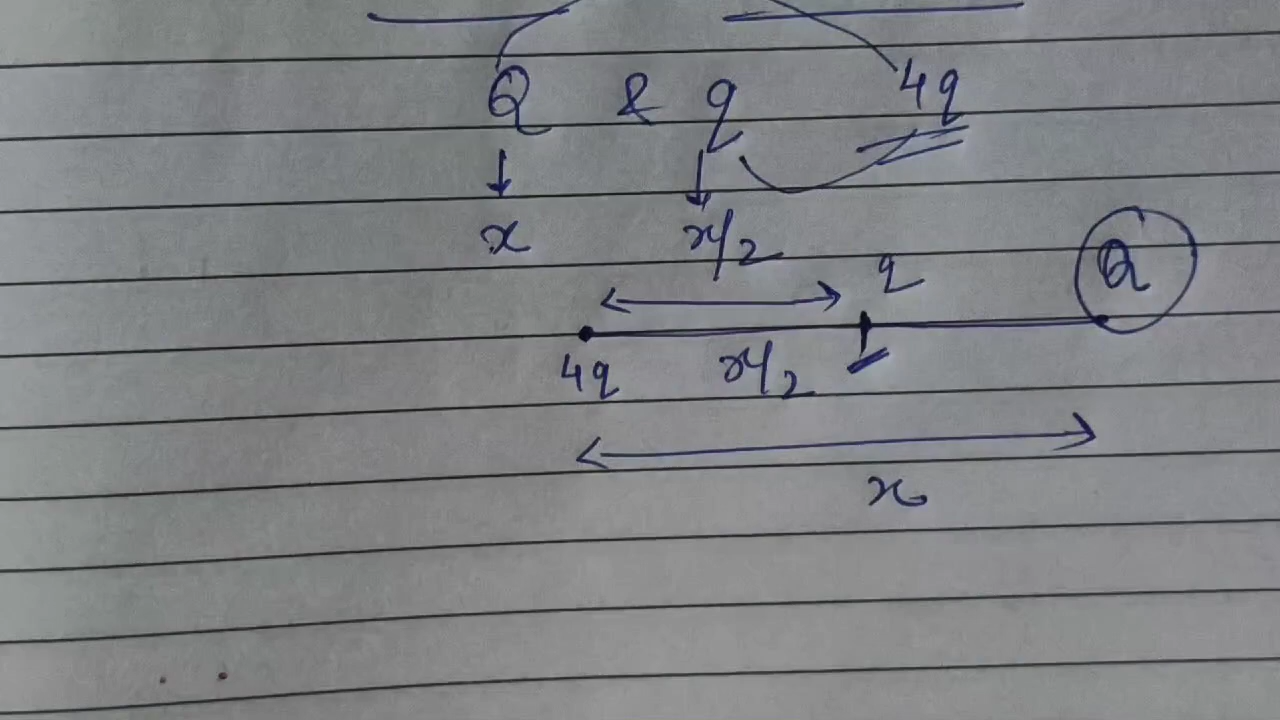 Q & q 4q
x x/2
q Q
4q x/2
x